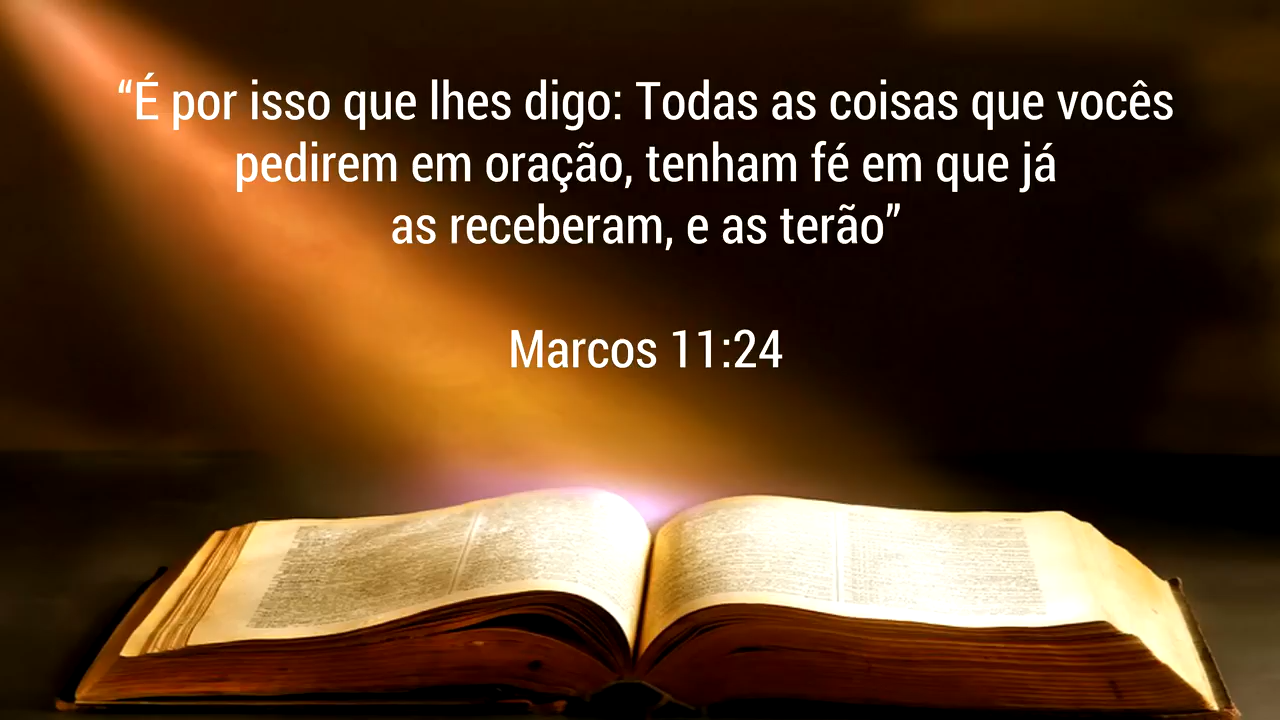 “É por isso que lhes digo: Todas as coisas que vocês
pedirem em oração, tenham fé em que já
as receberam, e as terão”
Marcos 11:24